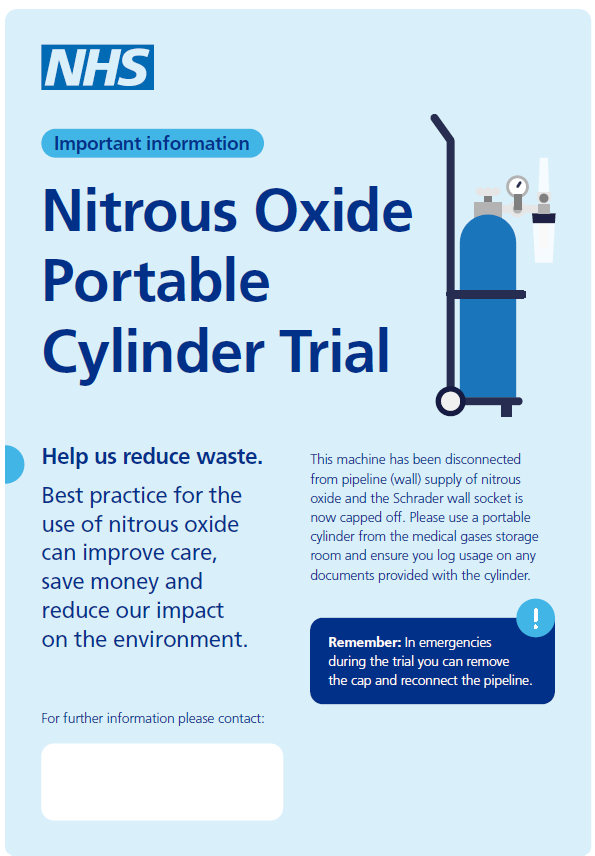 NHS
Important information
Nitrous Oxide
Portable
Cylinder Trial
Help us reduce waste.
Best practice for the
use of nitrous oxide
can improve care,
save money and
reduce our impact
on the environment.
This machine has been disconnected
from pipeline (wall) supply of nitrous
oxide and the Schrader wall socket is
now capped off. Please use a portable
cylinder from the medical gases storage
room and ensure you log usage on any
documents provided with the cylinder.
!
Remember: In emergencies
during the trial you can remove
the cap and reconnect the pipeline.
For further information please contact: